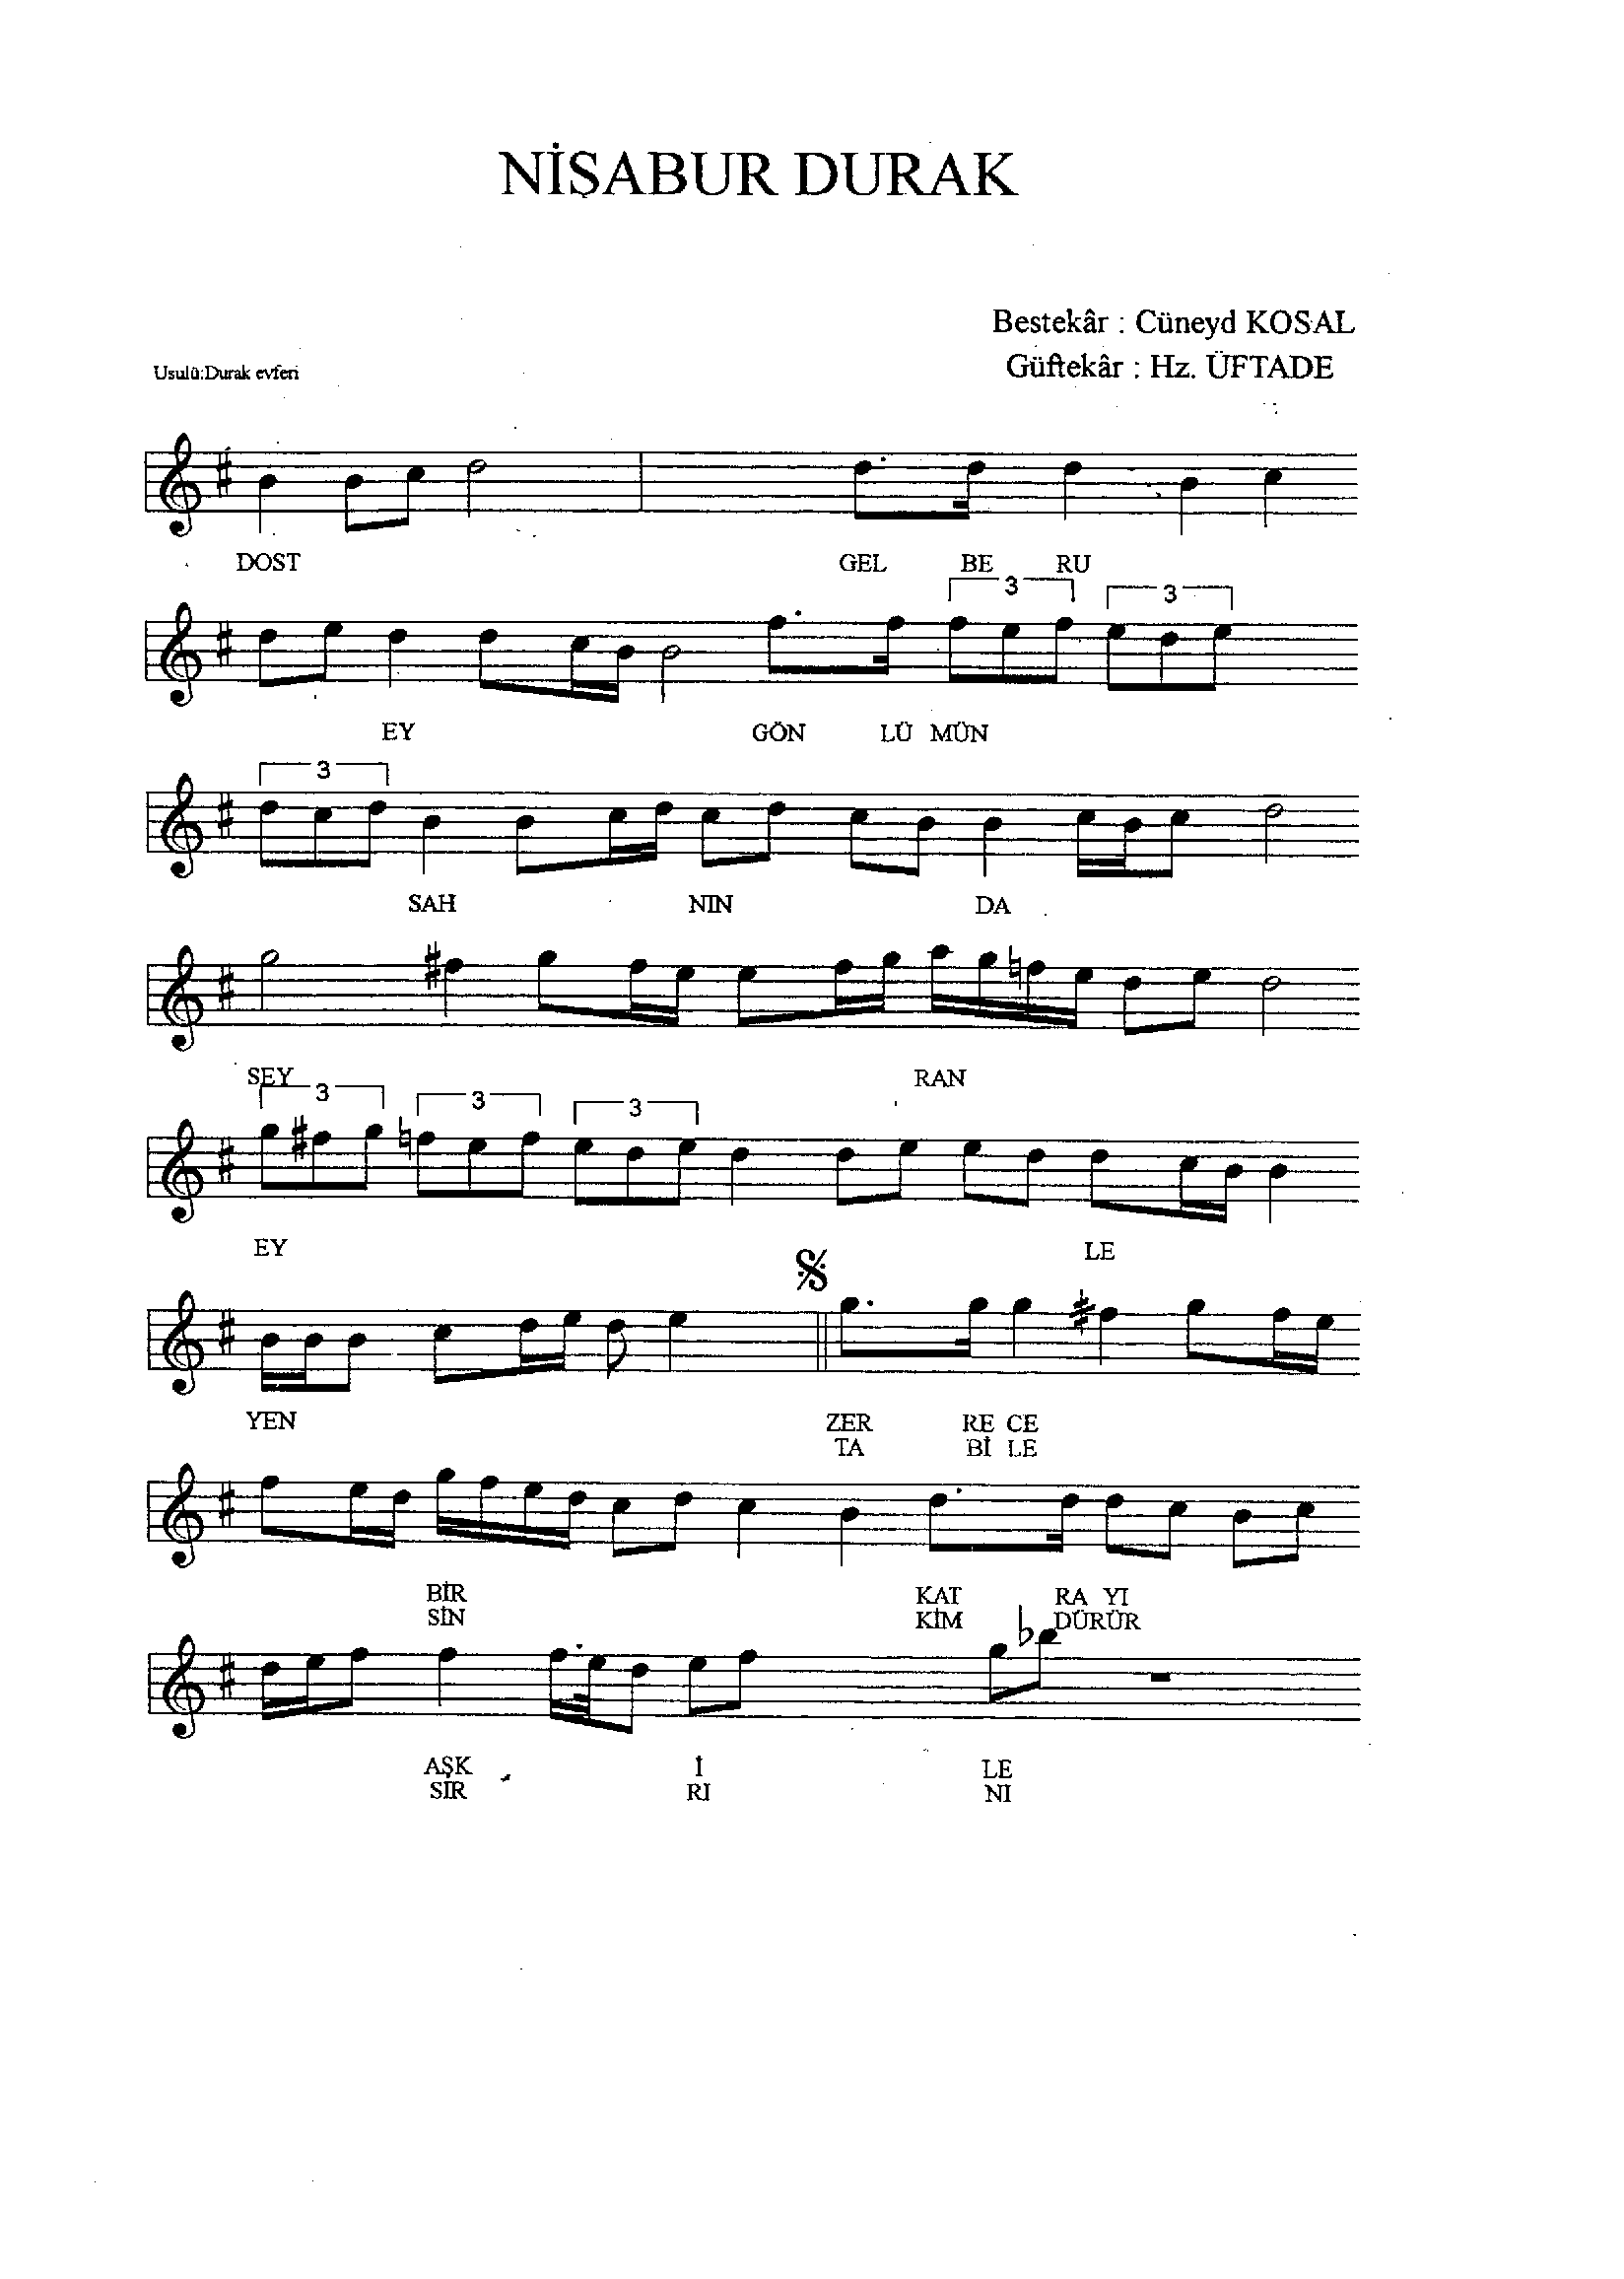 NİŞABUR DURAK
Bestekâr : Cüneyd KOSAL
Güftekâr : Hz. ÜFTADE
Usulü:Durak evferi
DOST GEL BE RU
3 3
EY GÖN LÜ MÜN
3
SAH NIN DA
SEY RAN
3 3 3
EY LE
YEN ZER RE CE
TA Bİ LE
BİR KAT RA YI
SİN KİM DÜRÜR
AŞK İ LE
SIR RI NI